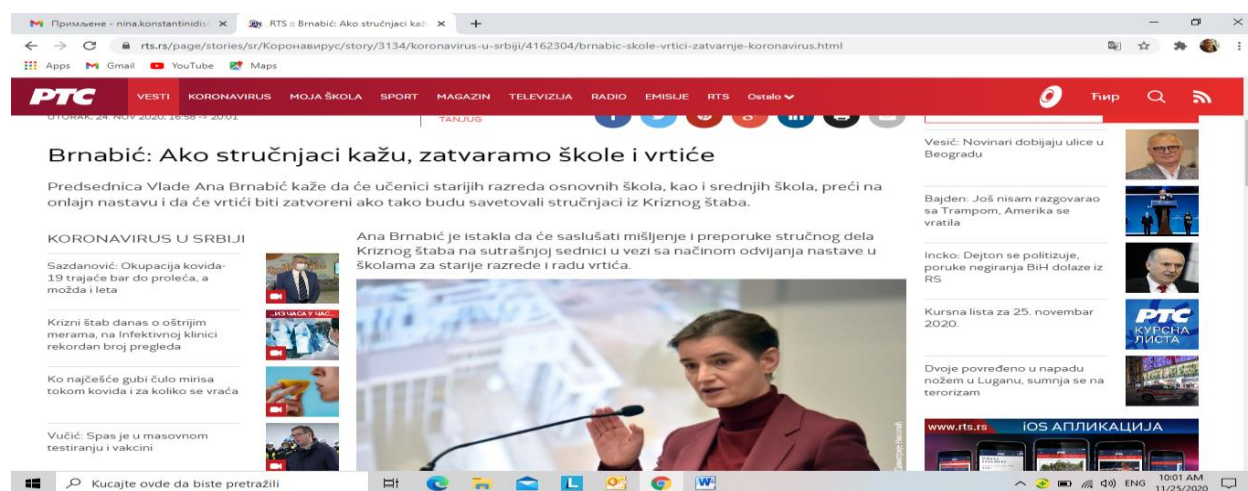 Примљене - nina.konstantinidis
RTS :: Brnabić: Ako stručnjaci kaž
rts.rs/page/stories/sr/Коронавирус/story/3134/koronavirus-u-srbiji/4162304/brnabic-skole-vrtici-zatvarnje-koronavirus.html
Apps Gmail YouTube Maps
РТС VESTI KORONAVIRUS MOJA ŠKOLA SPORT MAGAZIN TELEVIZIJA RADIO EMISIJE RTS Ostalo Ћир
UTORAK, 24. NOV 2020, 16:56 -> 20:01
TANJUG
Brnabić: Ako stručnjaci kažu, zatvaramo škole i vrtiće
Predsednica Vlade Ana Brnabić kaže da će učenici starijih razreda osnovnih škola, kao i srednjih škola, preći na
onlajn nastavu i da će vrtići biti zatvoreni ako tako budu savetovali stručnjaci iz Kriznog štaba.
KORONAVIRUS U SRBIJI
Sazdanović: Okupacija kovida-
19 trajaće bar do proleća, a
možda i leta
Krizni štab danas o oštrijim
merama, na Infektivnoj klinici
rekordan broj pregleda
...ИЗ ЧАСА У ЧАС...
Ko najčešće gubi čulo mirisa
tokom kovida i za koliko se vraća
Vučić: Spas je u masovnom
testiranju i vakcini
Ana Brnabić je istakla da će saslušati mišljenje i preporuke stručnog dela
Kriznog štaba na sutrašnjoj sednici u vezi sa načinom odvijanja nastave u
školama za starije razrede i radu vrtića.
Vesić: Novinari dobijaju ulice u
Beogradu
Bajden: Još nisam razgovarao
sa Trampom, Amerika se
vratila
Incko: Dejton se politizuje,
poruke negiranja BiH dolaze iz
RS
Kursna lista za 25. novembar
2020.
РТС
КУРСНА
ЛИСТА
Dvoje povređeno u napadu
nožem u Luganu, sumnja se na
terorizam
www.rts.rs iOS АПЛИКАЦИЈА
Kucajte ovde da biste pretražili
ENG
10:01 AM
11/25/2020